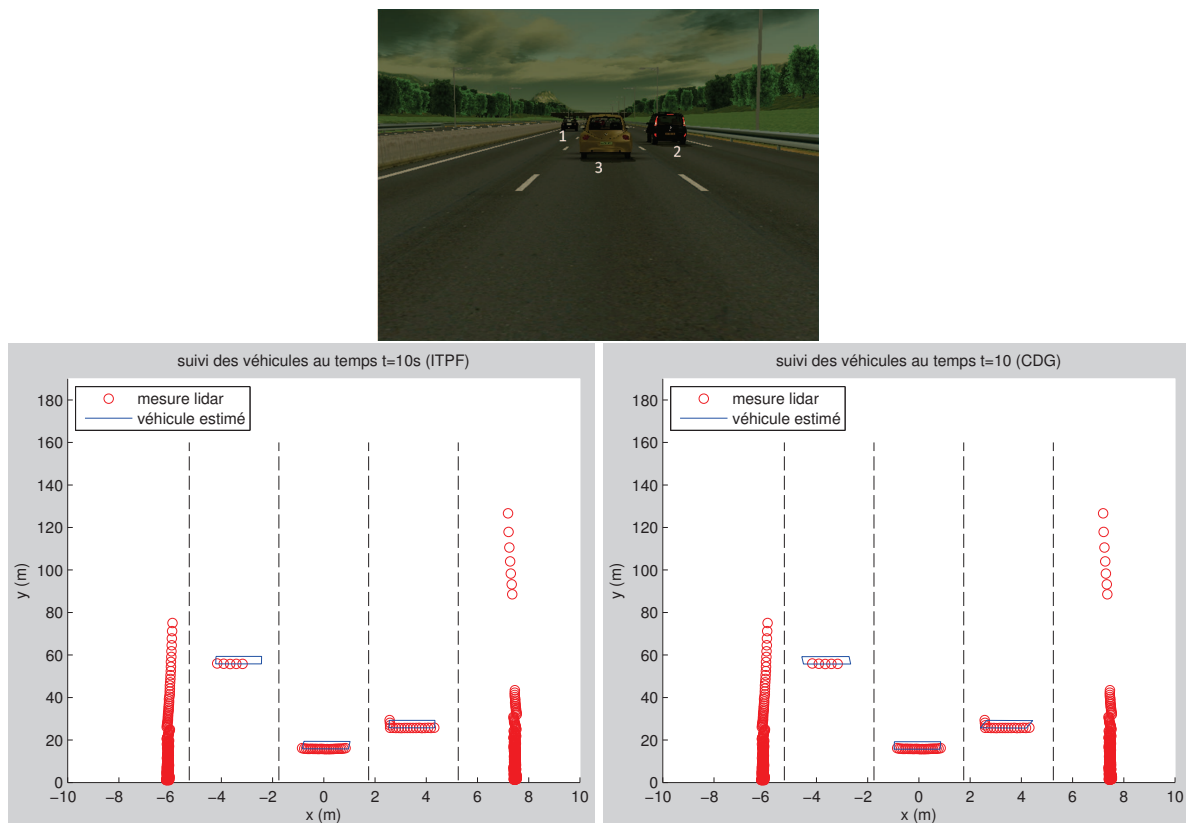 1
2
3
suivi des véhicules au temps t=10s (ITPF)
mesure lidar
véhicule estimé
y (m)
180
160
140
120
100
80
60
40
20
0
−10 −8 −6 −4 −2 0 2 4 6 8 10
x (m)
suivi des véhicules au temps t=10 (CDG)
mesure lidar
véhicule estimé
y (m)
180
160
140
120
100
80
60
40
20
0
−10 −8 −6 −4 −2 0 2 4 6 8 10
x (m)